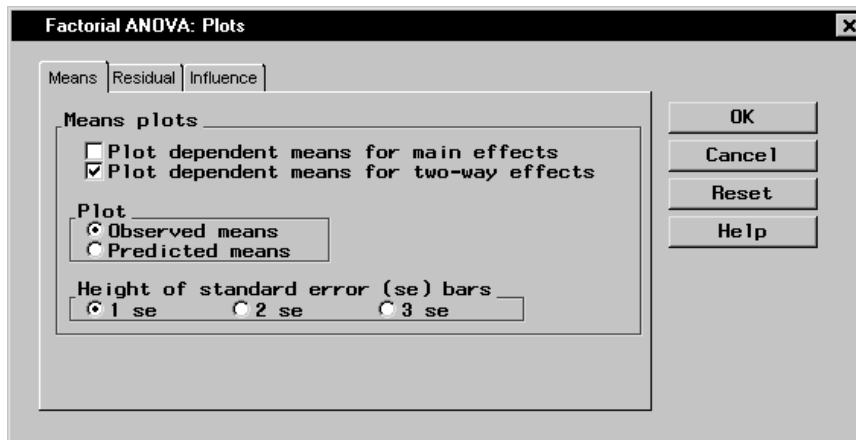 Factorial ANOVA: Plots
Means Residual Influence
Means plots
Plot dependent means for main effects
Plot dependent means for two-way effects
Plot
Observed means
Predicted means
Height of standard error (se) bars
1 se 2 se 3 se
OK
Cancel
Reset
Help